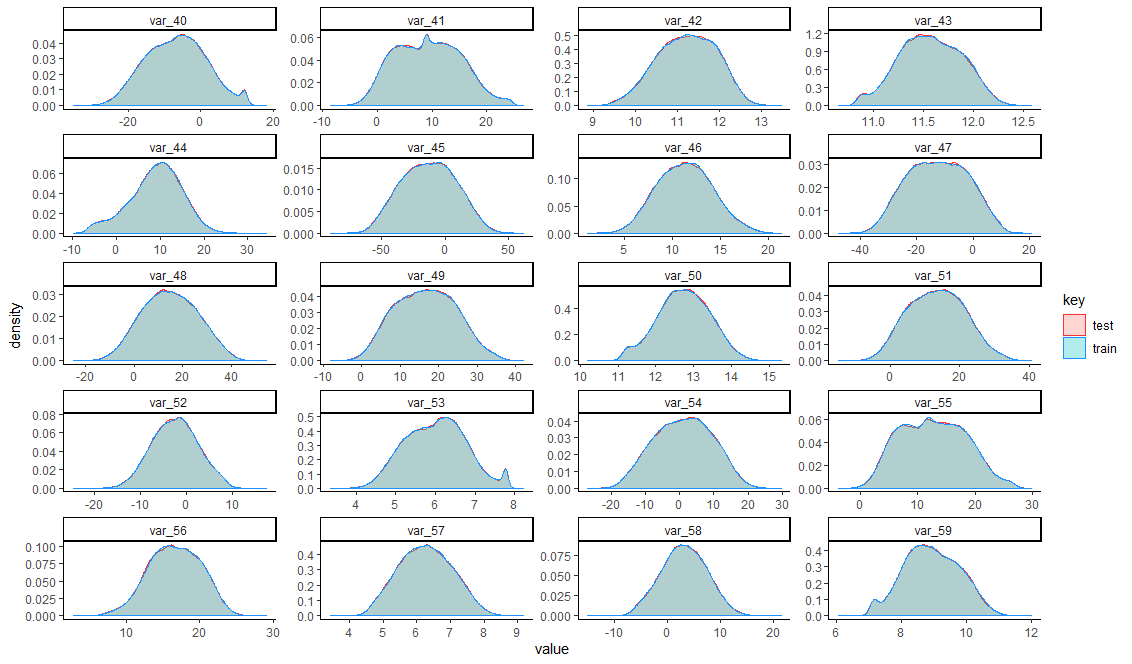 var_40 var_41 var_42 var_43
0.04 0.03 0.02 0.01 0.00
0.06 0.04 0.02 0.00
0.5 0.4 0.3 0.2 0.1 0.0
1.2 0.9 0.6 0.3 0.0
-20 0 20 -10 0 10 20 9 10 11 12 13 11.0 11.5 12.0 12.5
var_44 var_45 var_46 var_47
0.06 0.04 0.02 0.00
0.015 0.010 0.005 0.000
0.10 0.05 0.00
0.03 0.02 0.01 0.00
-10 0 10 20 30 -50 0 50 5 10 15 20 -40 -20 0 20
var_48 var_49 var_50 var_51
0.03 0.02 0.01 0.00
0.04 0.03 0.02 0.01 0.00
0.4 0.2 0.0
0.04 0.03 0.02 0.01 0.00
-20 0 20 40 -10 0 10 20 30 40 10 11 12 13 14 15 0 20 40
var_52 var_53 var_54 var_55
0.08 0.06 0.04 0.02 0.00
0.5 0.4 0.3 0.2 0.1 0.0
0.04 0.03 0.02 0.01 0.00
0.06 0.04 0.02 0.00
-20 -10 0 10 4 5 6 7 8 -20 -10 0 10 20 30 0 10 20 30
var_56 var_57 var_58 var_59
0.100 0.075 0.050 0.025 0.000
0.4 0.3 0.2 0.1 0.0
0.075 0.050 0.025 0.000
0.4 0.3 0.2 0.1 0.0
10 20 30 4 5 6 7 8 9 -10 0 10 20 6 8 10 12
density
value
key
test
train